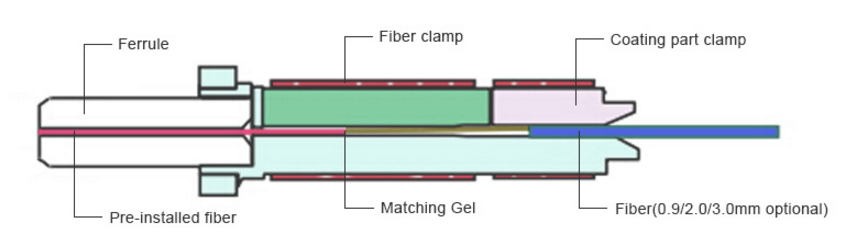 Ferrule
Fiber clamp
Coating part clamp
Pre-installed fiber
Matching Gel
Fiber(0.9/2.0/3.0mm optional)